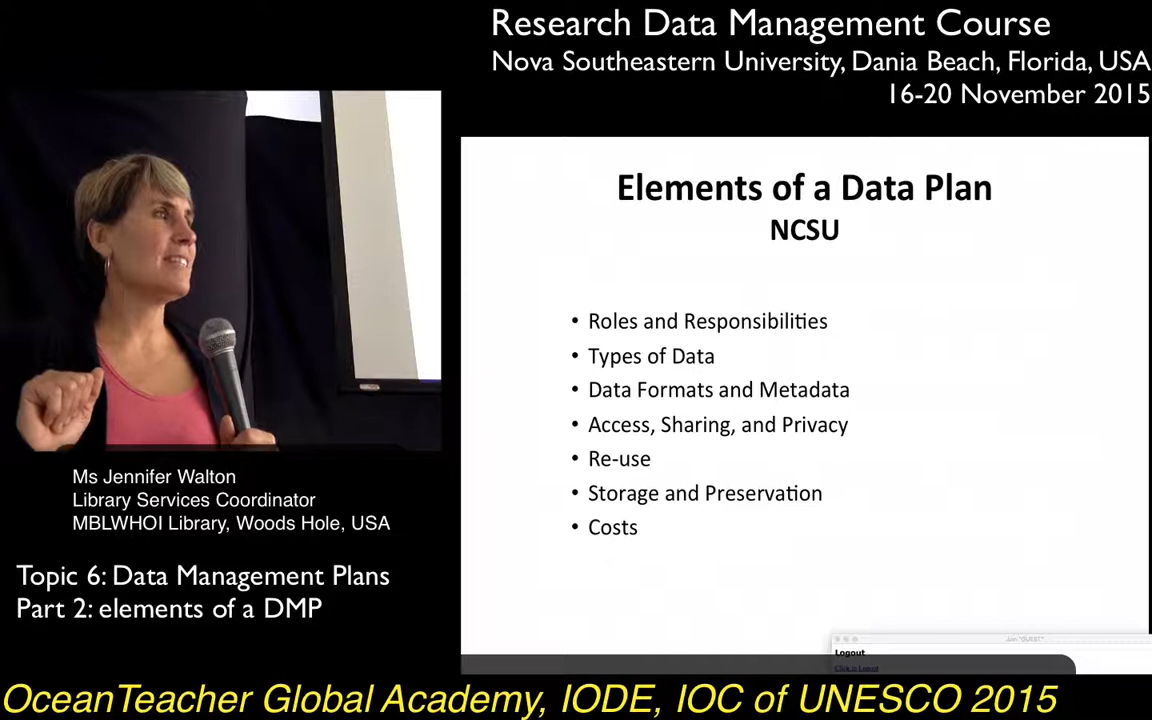 Research Data Management Course
Nova Southeastern University, Dania Beach, Florida, USA
16-20 November 2015
Elements of a Data Plan
NCSU
• Roles and Responsibilities
• Types of Data
• Data Formats and Metadata
• Access, Sharing, and Privacy
• Re-use
• Storage and Preservation
• Costs
Logout
Click to Logout
Ms Jennifer Walton
Library Services Coordinator
MBLWHOI Library, Woods Hole, USA
Topic 6: Data Management Plans
Part 2: elements of a DMP
OceanTeacher Global Academy, IODE, IOC of UNESCO 2015